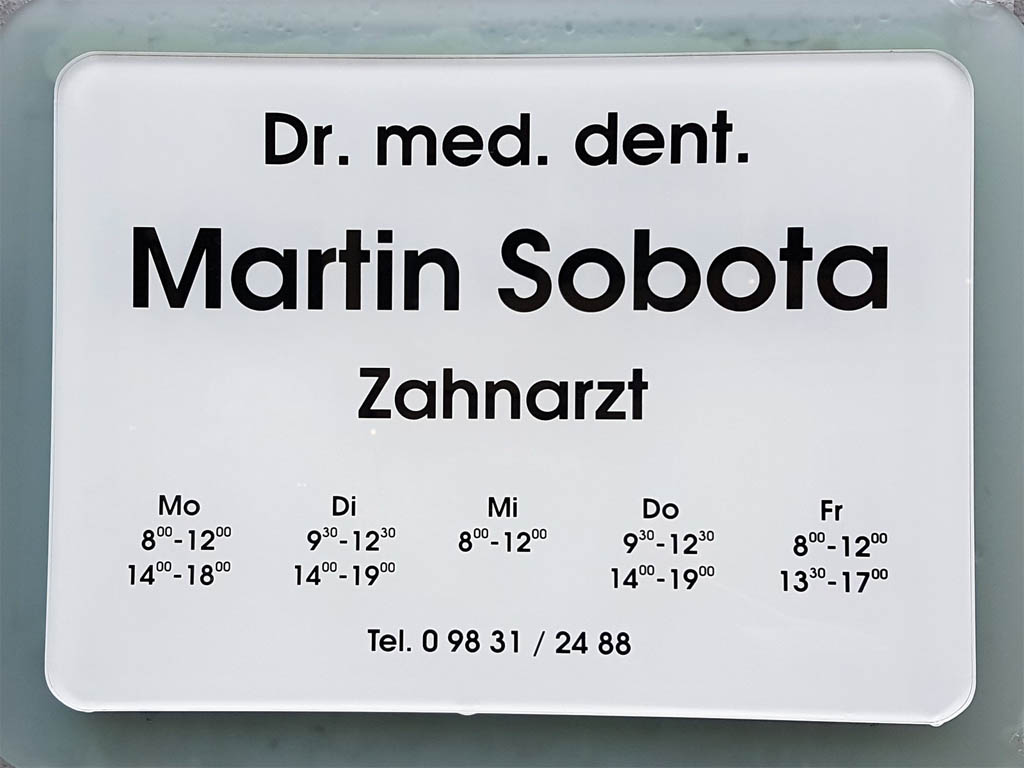 Dr. med. dent.
Martin Sobota
Zahnarzt
Mo Di Mi Do Fr
8⁰⁰-12⁰⁰ 9³⁰-12³⁰ 8⁰⁰-12⁰⁰ 9³⁰-12³⁰ 8⁰⁰-12⁰⁰
14⁰⁰-18⁰⁰ 14⁰⁰-19⁰⁰ 14⁰⁰-19⁰⁰ 13³⁰-17⁰⁰
Tel. 0 98 31 / 24 88